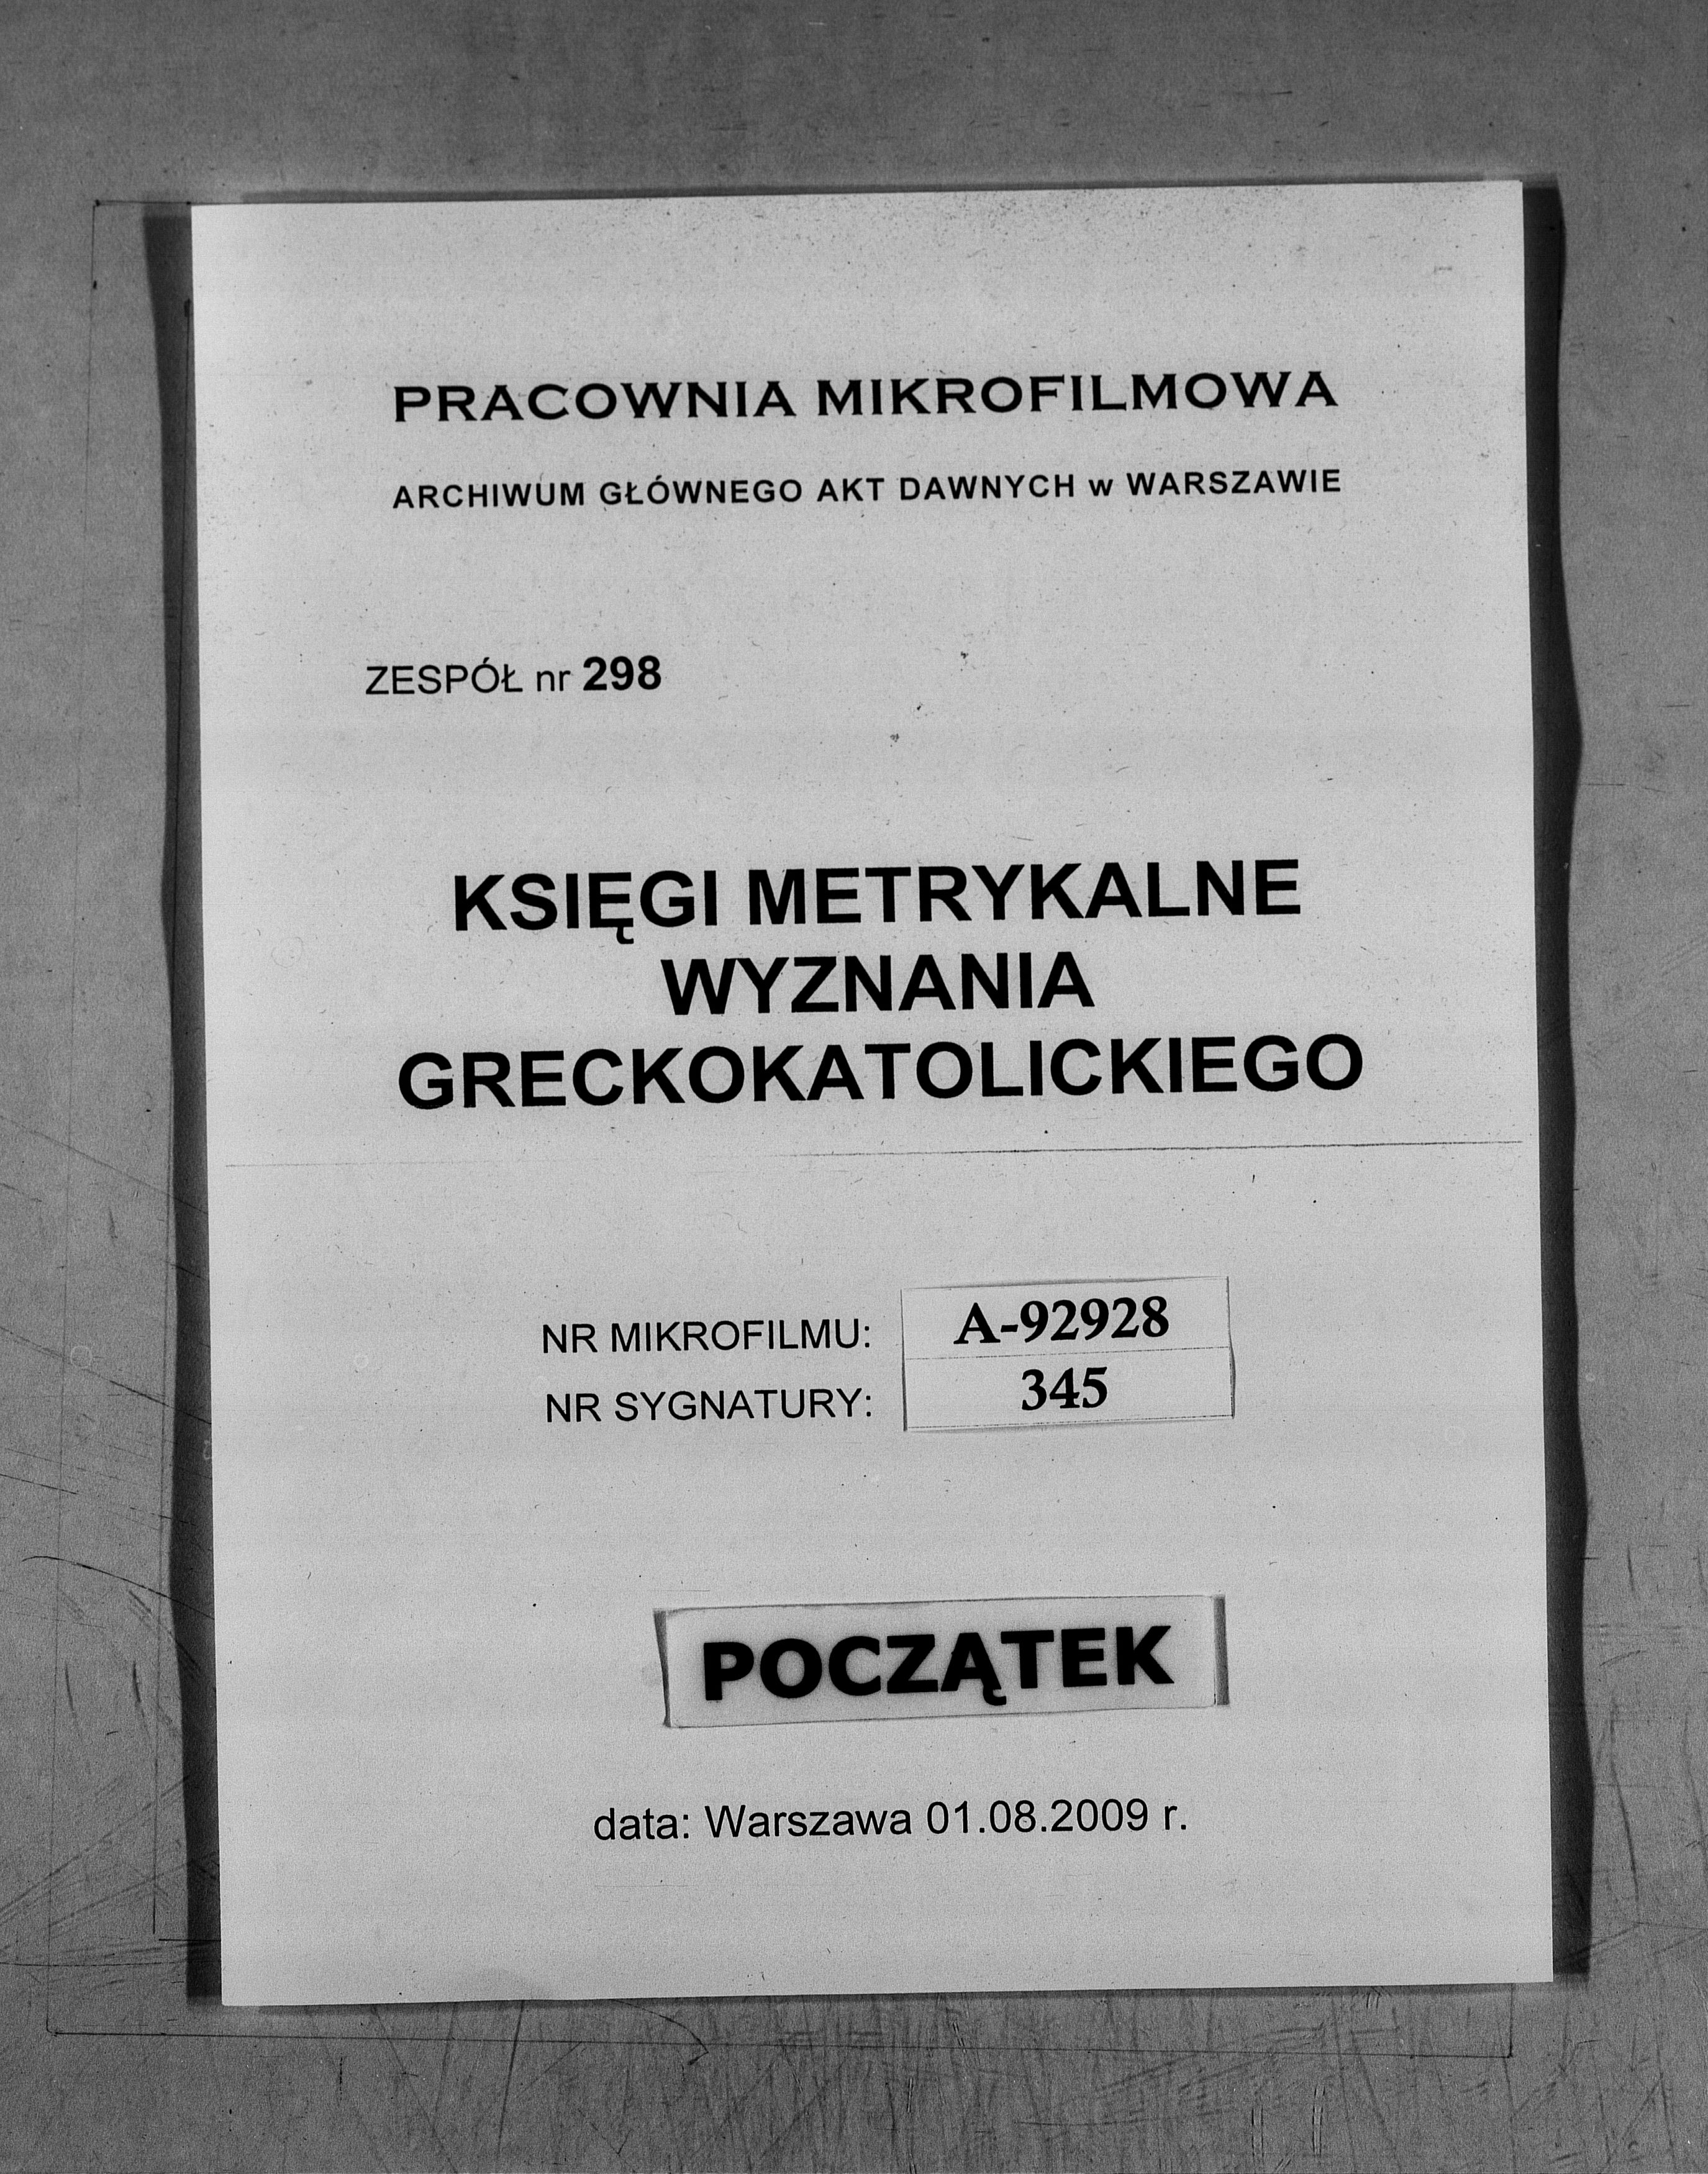 PRACOWNIA MIKROFILMOWA
ARCHIWUM GŁÓWNEGO AKT DAWNYCH w WARSZAWIE
ZESPÓŁ nr 298
KSIĘGI METRYKALNE
WYZNANIA
GRECKOKATOLICKIEGO
NR MIKROFILMU: A-92928
NR SYGNATURY: 345
POCZĄTEK
data: Warszawa 01.08.2009 r.